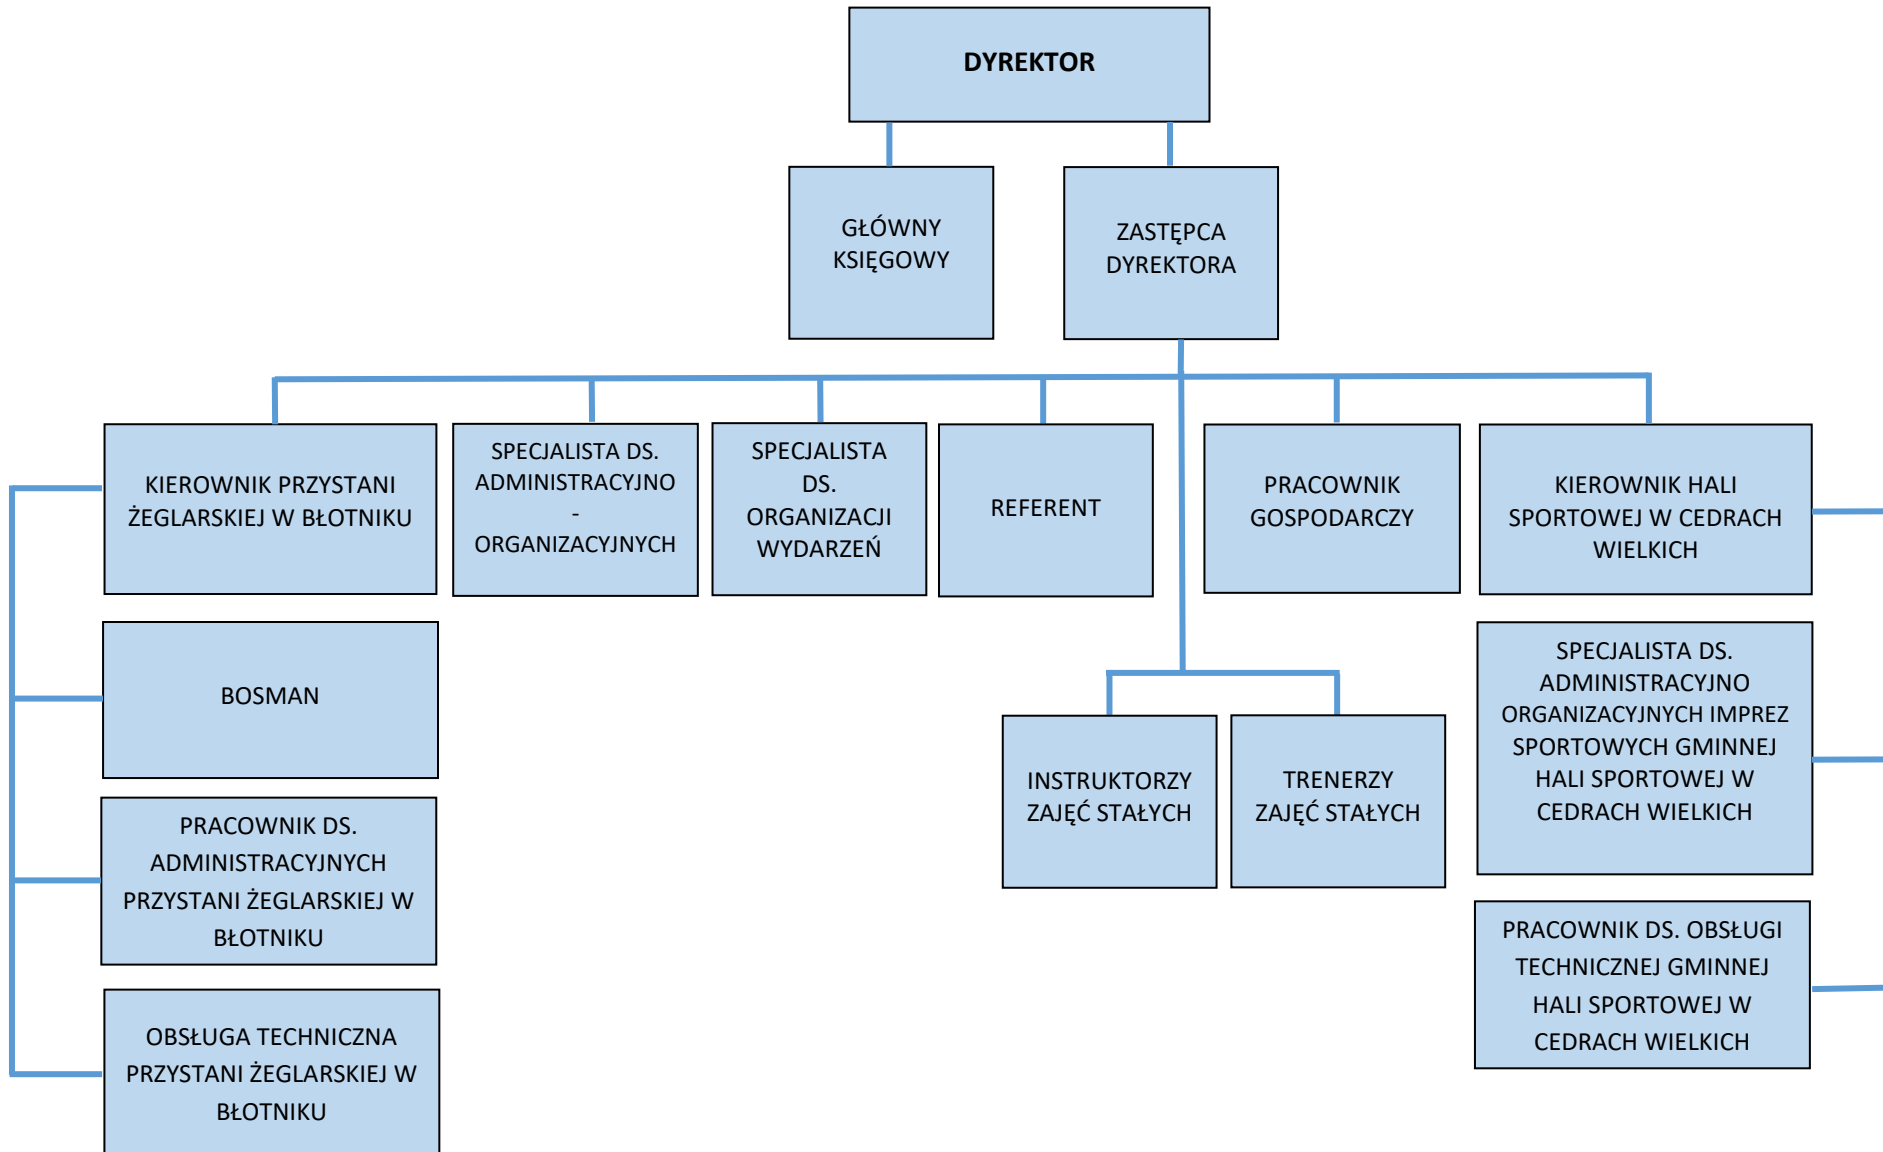 DYREKTOR
GŁÓWNY
KSIĘGOWY
ZASTĘPCA
DYREKTORA
KIEROWNIK PRZYSTANI
ŻEGLARSKIEJ W BŁOTNIKU
SPECJALISTA DS.
ADMINISTRACYJNO
-
ORGANIZACYJNYCH
SPECJALISTA
DS.
ORGANIZACJI
WYDARZEŃ
REFERENT
PRACOWNIK
GOSPODARCZY
KIEROWNIK HALI
SPORTOWEJ W CEDRACH
WIELKICH
BOSMAN
PRACOWNIK DS.
ADMINISTRACYJNYCH
PRZYSTANI ŻEGLARSKIEJ W
BŁOTNIKU
OBSŁUGA TECHNICZNA
PRZYSTANI ŻEGLARSKIEJ W
BŁOTNIKU
INSTRUKTORZY
ZAJĘĆ STAŁYCH
TRENERZY
ZAJĘĆ STAŁYCH
SPECJALISTA DS.
ADMINISTRACYJNO
ORGANIZACYJNYCH IMPREZ
SPORTOWYCH GMINNEJ
HALI SPORTOWEJ W
CEDRACH WIELKICH
PRACOWNIK DS. OBSŁUGI
TECHNICZNEJ GMINNEJ
HALI SPORTOWEJ W
CEDRACH WIELKICH